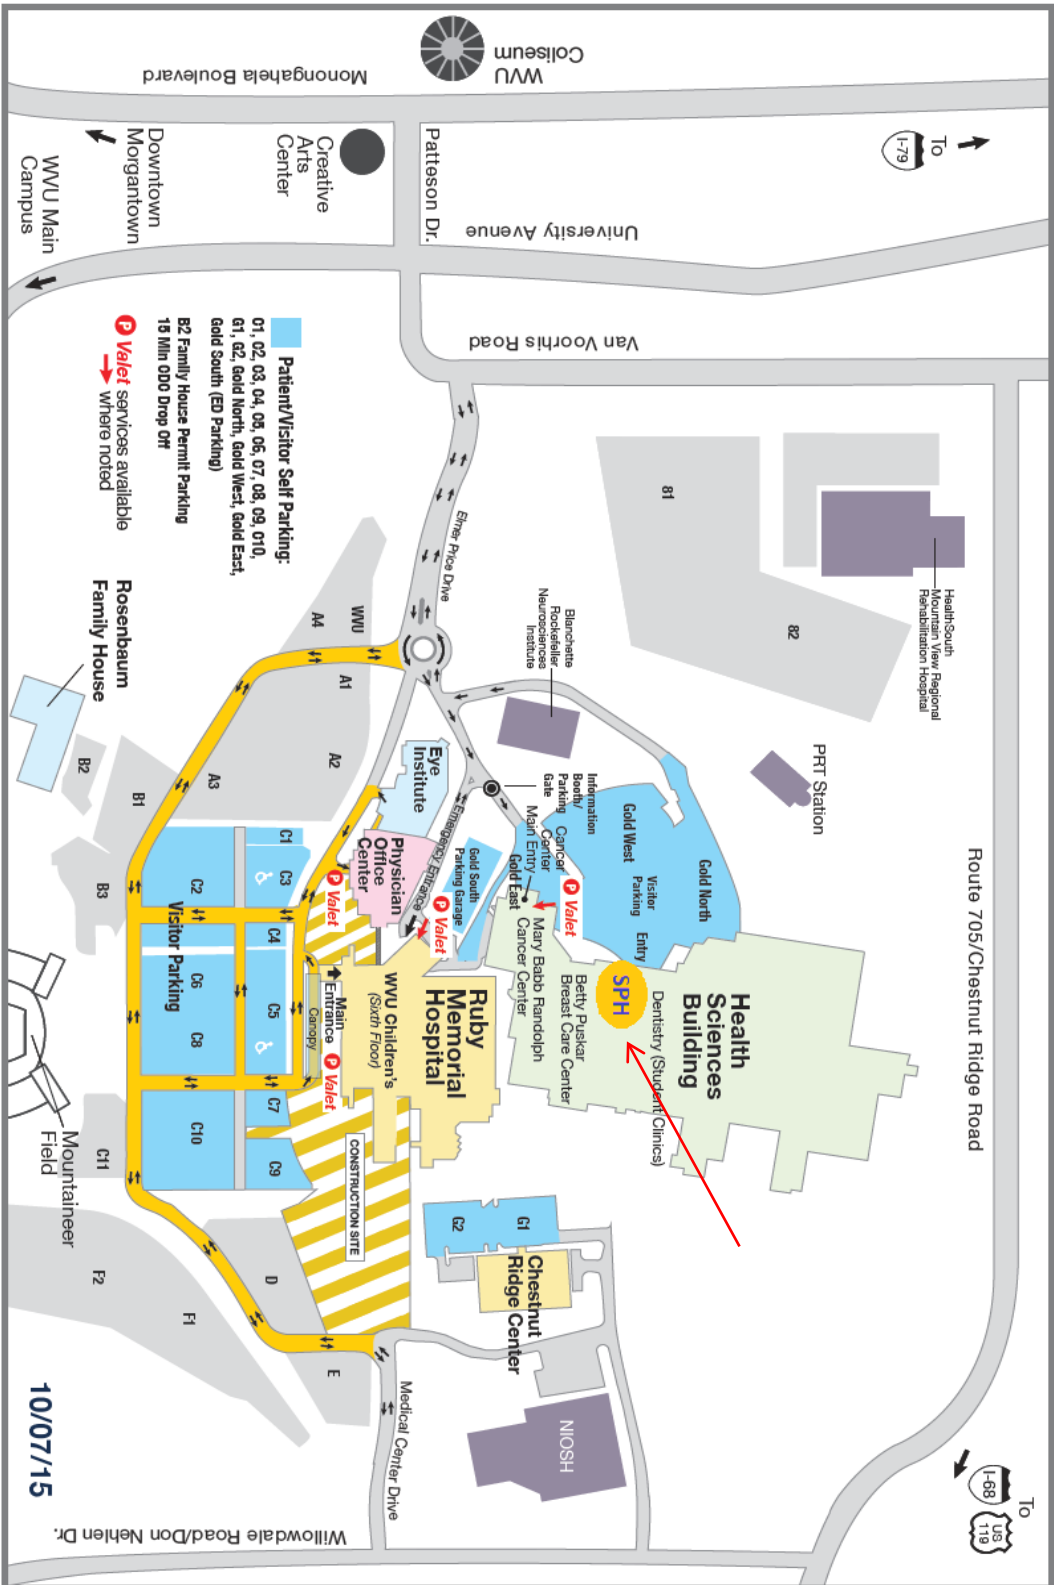 WVU
Coliseum
Monongahela Boulevard
Patteson Dr.
Creative
Arts
Center
Downtown
Morgantown
WVU Main
Campus
To
I-79
University Avenue
Van Voorhis Road
Patient/Visitor Self Parking:
01, 02, 03, 04, 05, 06, 07, 08, 09, 010,
G1, G2, Gold North, Gold West, Gold East,
Gold South (ED Parking)
B2 Family House Permit Parking
15 Min ODO Drop Off
P Valet services available
where noted
Rosenbaum
Family House
Elmer Price Drive
81
82
HealthSouth
Mountain View Regional
Rehabilitation Hospital
Blanchette
Rockefeller
Neurosciences
Institute
PRT Station
Route 705/Chestnut Ridge Road
WVU
A4
A1
A2
A3
B1
B2
B3
Eye
Institute
Physician
Office
Center
Emergency Entrance
Gold South
Parking Garage
Information
Booth/
Parking
Gate
Cancer
Center
Main Entry
Gold East
Gold West
Gold North
Visitor
Parking
Entry
P Valet
P Valet
P Valet
P Valet
Mary Babb Randolph
Cancer Center
Betty Puskar
Breast Care Center
SPH
Dentistry (Student Clinics)
Health
Sciences
Building
Ruby
Memorial
Hospital
WVU Children's
(Sixth Floor)
Main
Entrance
Canopy
C1
C2
C3
C4
C5
C6
C7
C8
C9
C10
C11
Visitor Parking
Mountaineer
Field
CONSTRUCTION SITE
G1
G2
Chestnut
Ridge Center
NIOSH
D
E
F1
F2
Medical Center Drive
Willowdale Road/Don Nehlen Dr.
To
I-68
US
119
10/07/15